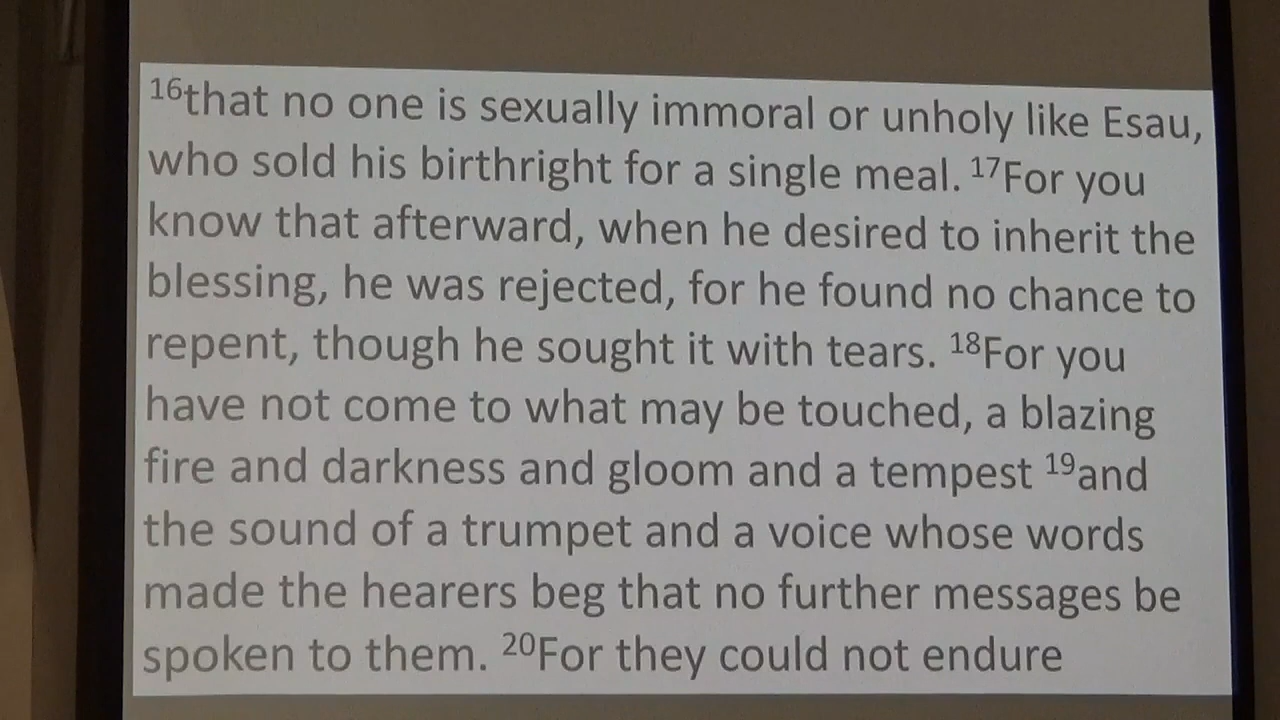 16that no one is sexually immoral or unholy like Esau,
who sold his birthright for a single meal. 17For you
know that afterward, when he desired to inherit the
blessing, he was rejected, for he found no chance to
repent, though he sought it with tears. 18For you
have not come to what may be touched, a blazing
fire and darkness and gloom and a tempest 19and
the sound of a trumpet and a voice whose words
made the hearers beg that no further messages be
spoken to them. 20For they could not endure